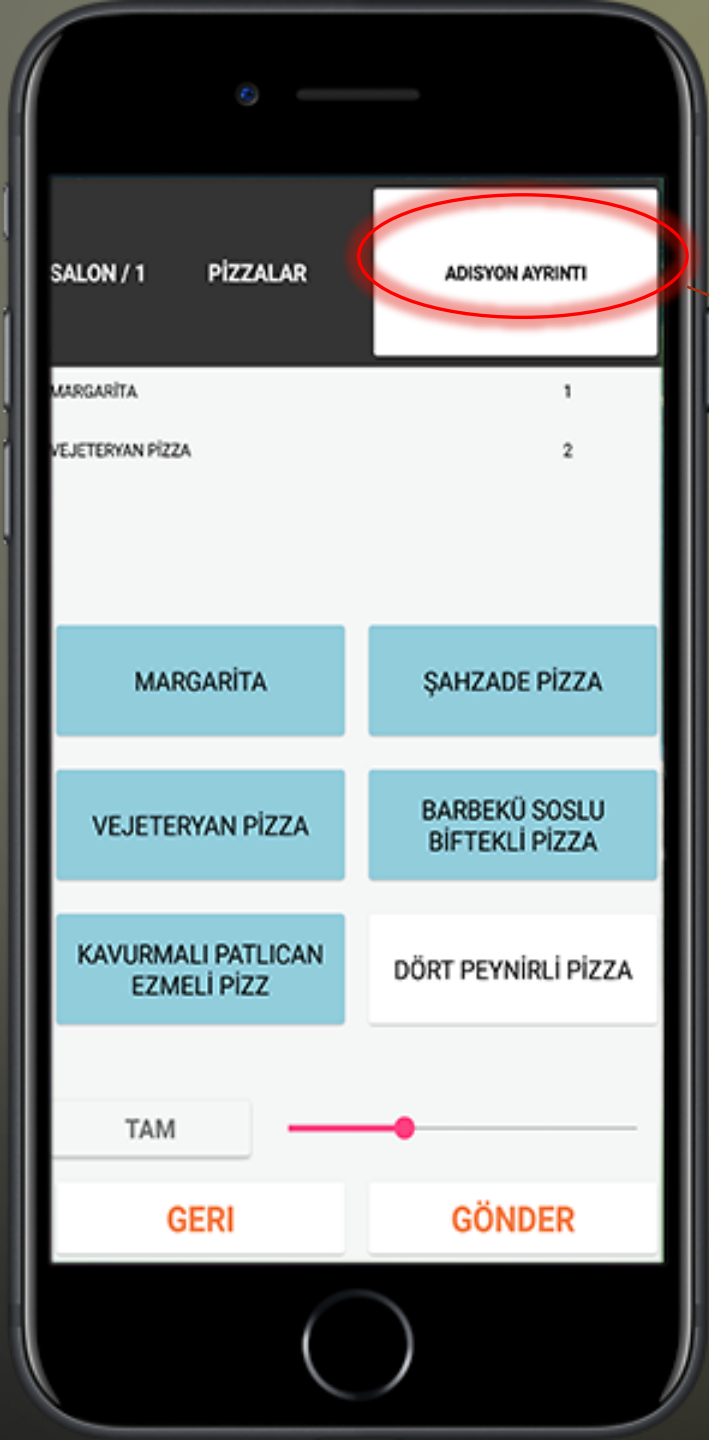 SALON / 1 PİZZALAR ADISYON AYRINTI
MARGARİTA 1
VEJETERYAN PİZZA 2
MARGARİTA ŞAHZADE PİZZA
VEJETERYAN PİZZA
BARBEKÜ SOSLU
BİFTEKLİ PİZZA
KAVURMALI PATLICAN
EZMELİ PİZZ
DÖRT PEYNİRLİ PİZZA
TAM
GERI GÖNDER